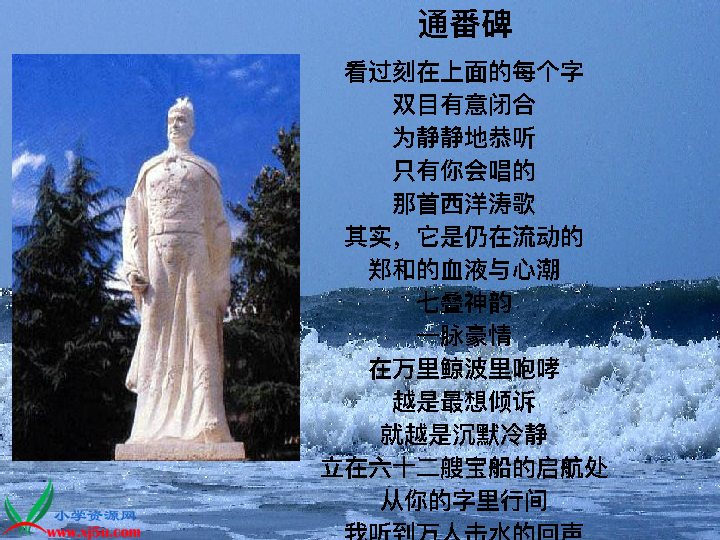 通番碑
看过刻在上面的每个字
双目有意闭合
为静静地恭听
只有你会唱的
那首西洋涛歌
其实，它是仍在流动的
郑和的血液与心潮
七叠神韵
一脉豪情
在万里鲸波里咆哮
越是最想倾诉
就越是沉默冷静
立在六十二艘宝船的启航处
从你的字里行间
我听到万人击水的回声
小学资源网
www.xj5u.com